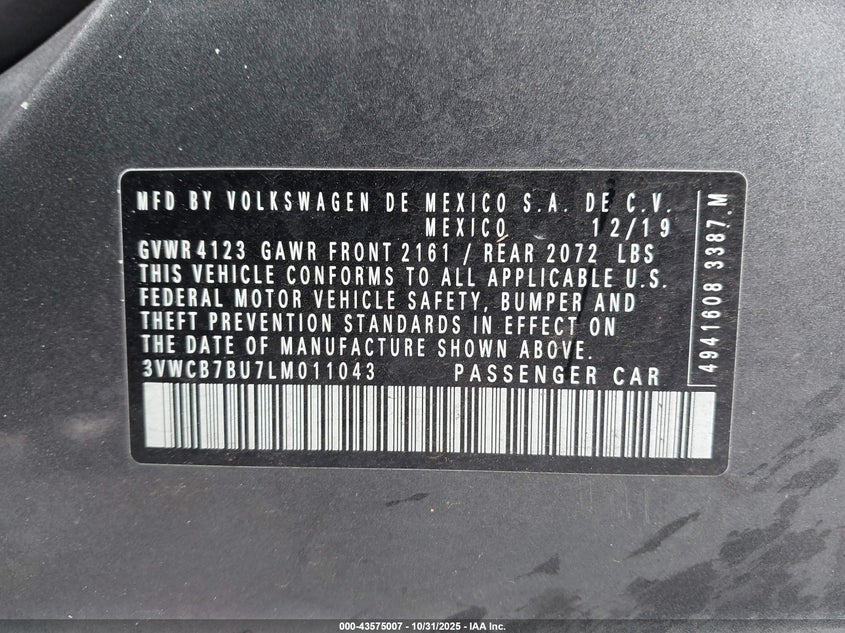 MFD BY VOLKSWAGEN DE MEXICO S.A. DE C.V.
MEXICO 12/19
GVWR 4123 GAWR FRONT 2161 / REAR 2072 LBS
THIS VEHICLE CONFORMS TO ALL APPLICABLE U.S.
FEDERAL MOTOR VEHICLE SAFETY, BUMPER AND
THEFT PREVENTION STANDARDS IN EFFECT ON
THE DATE OF MANUFACTURE SHOWN ABOVE.
3VWCB7BU7LM011043 PASSENGER CAR
4941608 3387.M
000-43575007 - 10/31/2025 - IAA Inc.